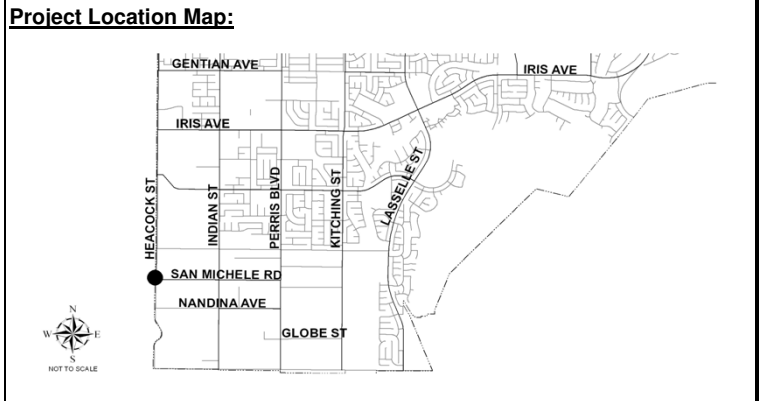 Project Location Map:
GENTIAN AVE
IRIS AVE
IRIS AVE
HEACOCK ST
INDIAN ST
PERRIS BLVD
KITCHING ST
LASSELLE ST
SAN MICHELE RD
NANDINA AVE
GLOBE ST
N
W E
S
NOT TO SCALE